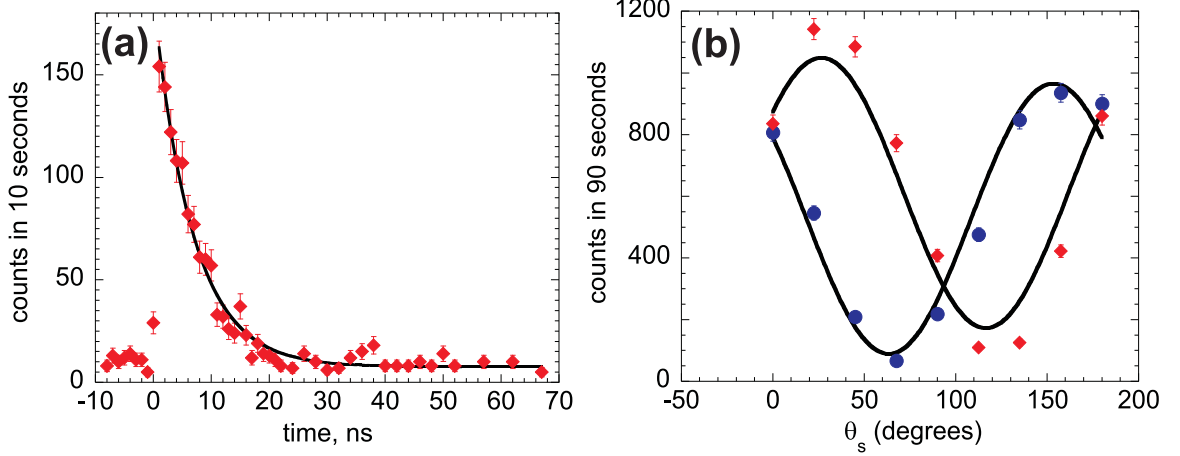 (a)
counts in 10 seconds
150
100
50
0
-10 0 10 20 30 40 50 60 70
time, ns
(b)
counts in 90 seconds
1200
800
400
0
-50 0 50 100 150 200
θs (degrees)